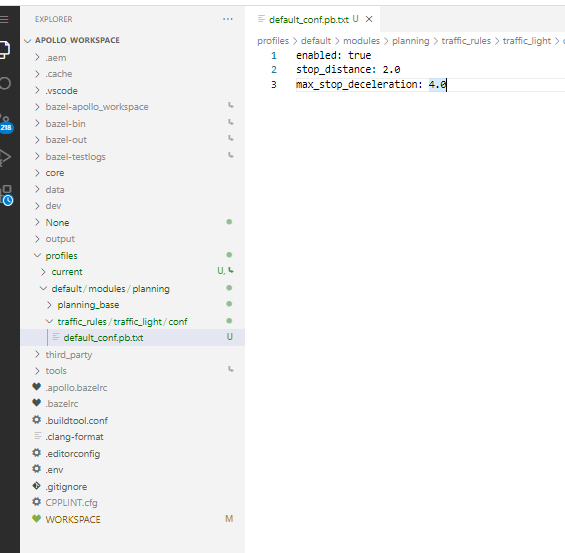 EXPLORER
APOLLO_WORKSPACE
.aem
.cache
.vscode
bazel-apollo_workspace
bazel-bin
bazel-out
bazel-testlogs
core
data
dev
None
output
profiles
current U,
default/modules/planning
planning_base
traffic_rules/traffic_light/conf
default_conf.pb.txt U
third_party
tools
.apollo.bazelrc
.bazelrc
.buildtool.conf
.clang-format
.editorconfig
.env
.gitignore
CPPLINT.cfg
WORKSPACE M
218
default_conf.pb.txt U
profiles > default > modules > planning > traffic_rules > traffic_light >
1 enabled: true
2 stop_distance: 2.0
3 max_stop_deceleration: 4.0